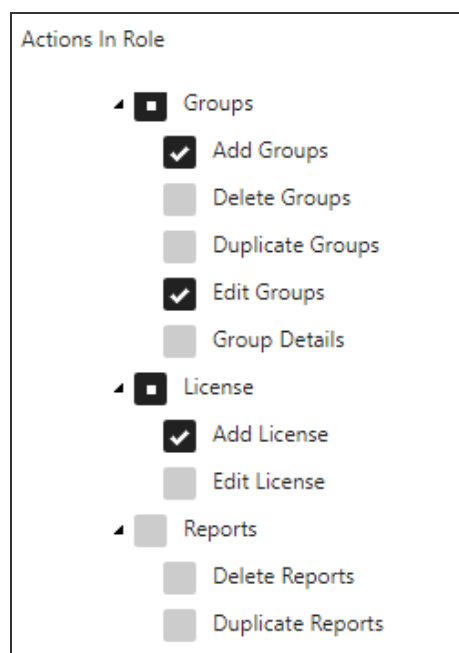 Actions In Role
Groups
Add Groups
Delete Groups
Duplicate Groups
Edit Groups
Group Details
License
Add License
Edit License
Reports
Delete Reports
Duplicate Reports